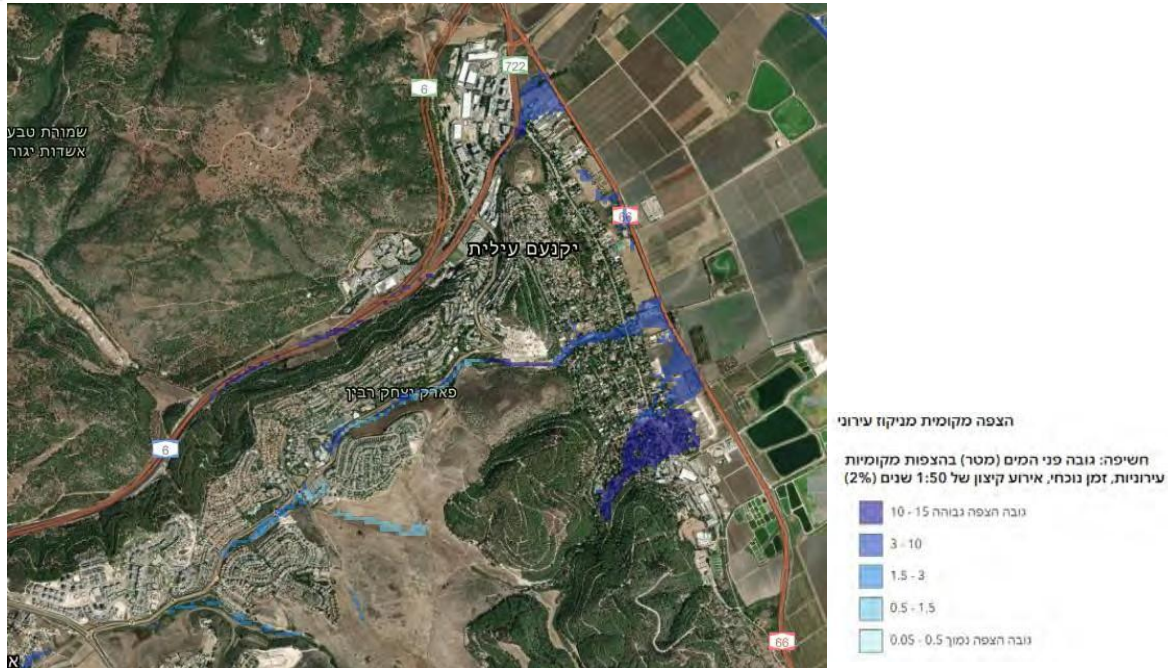 722
6
שמורת טבע
אשדות יגור
66
יקנעם עילית
פארק יצחק רבין
6
66
א
הצפה מקומית מניקוז עירוני
חשיפה: גובה פני המים (מטר) בהצפות מקומיות
עירוניות, זמן נוכחי, אירוע קיצון של 1:50 שנים (2%)
10 - 15 גובה הצפה גבוהה
3 - 10
1.5 - 3
0.5 - 1.5
0.05 - 0.5 גובה הצפה נמוך